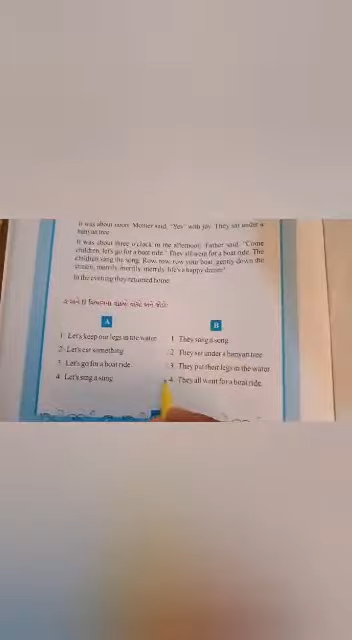 It was about noon. Mother said, "Yes" with joy. They sat under a
banyan tree.
It was about three o'clock in the afternoon. Father said, "Come
children, let's go for a boat ride." They all went for a boat ride. The
children sang the song, Row, row, row your boat, gently down the
stream, merrily, merrily, merrily, life's a happy dream!
In the evening they returned home.
A અને B વિભાગના વાક્યો વાંચો અને જોડો:
A
B
1 Let's keep our legs in the water
1 They sang a song
2 Let's eat something
2 They sat under a banyan tree
3 Let's go for a boat ride
3 They put their legs in the water
4 Let's sing a song
4 They all went for a boat ride